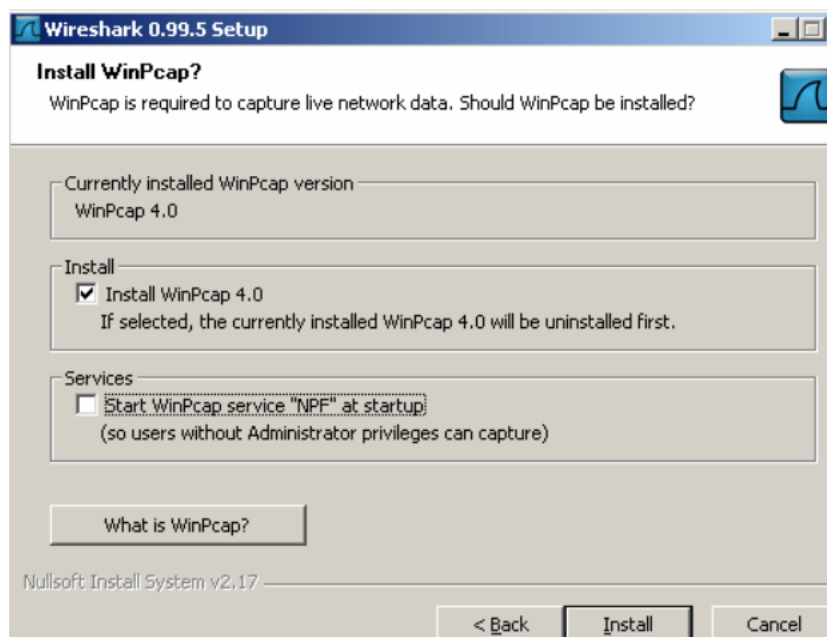 Wireshark 0.99.5 Setup
Install WinPcap?
WinPcap is required to capture live network data. Should WinPcap be installed?
Currently installed WinPcap version
WinPcap 4.0
Install
Install WinPcap 4.0
If selected, the currently installed WinPcap 4.0 will be uninstalled first.
Services
Start WinPcap service "NPF" at startup
(so users without Administrator privileges can capture)
What is WinPcap?
Nullsoft Install System v2.17
< Back Install Cancel